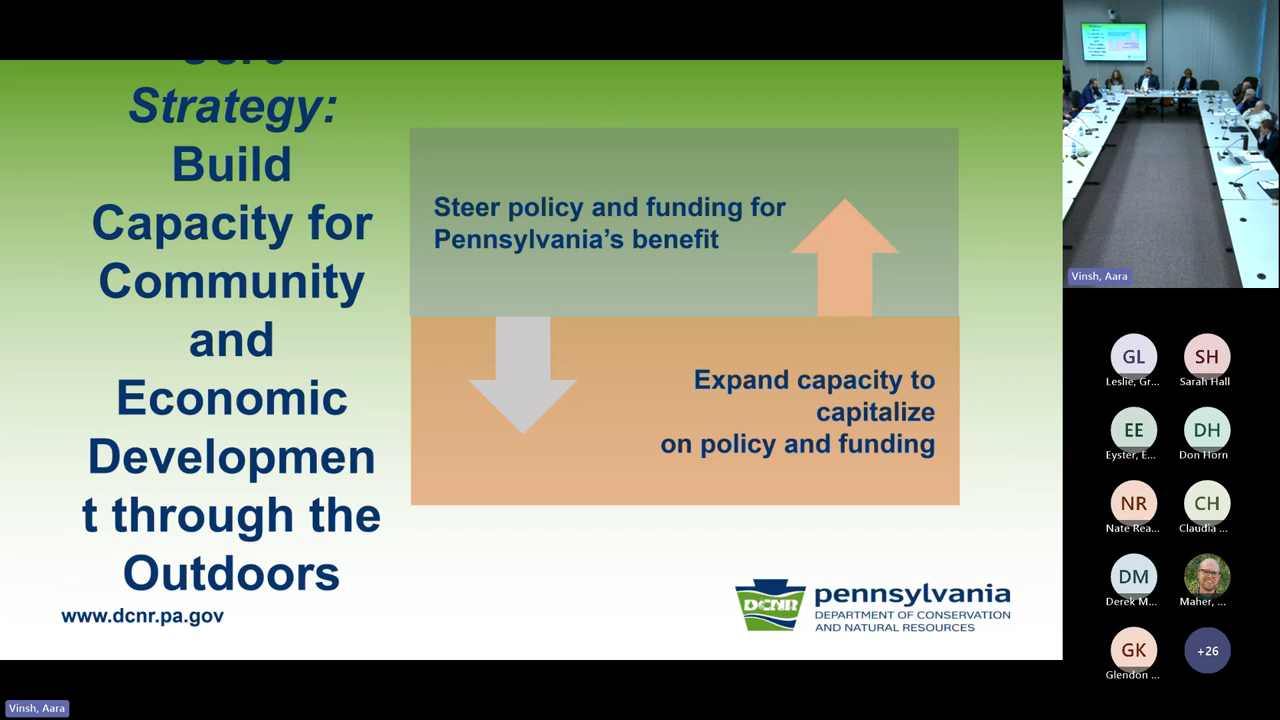 Strategy:
Build
Capacity for
Community
and
Economic
Developmen
t through the
Outdoors
www.dcnr.pa.gov
Steer policy and funding for
Pennsylvania’s benefit
Expand capacity to
capitalize
on policy and funding
DCNR
pennsylvania
DEPARTMENT OF CONSERVATION
AND NATURAL RESOURCES
Vinsh, Aara
GL
Leslie, Gr...
SH
Sarah Hall
EE
Eyster, E...
DH
Don Horn
NR
Nate Rea...
CH
Claudia ...
DM
Derek M...
Maher, ...
GK
Glendon ...
+26
Vinsh, Aara